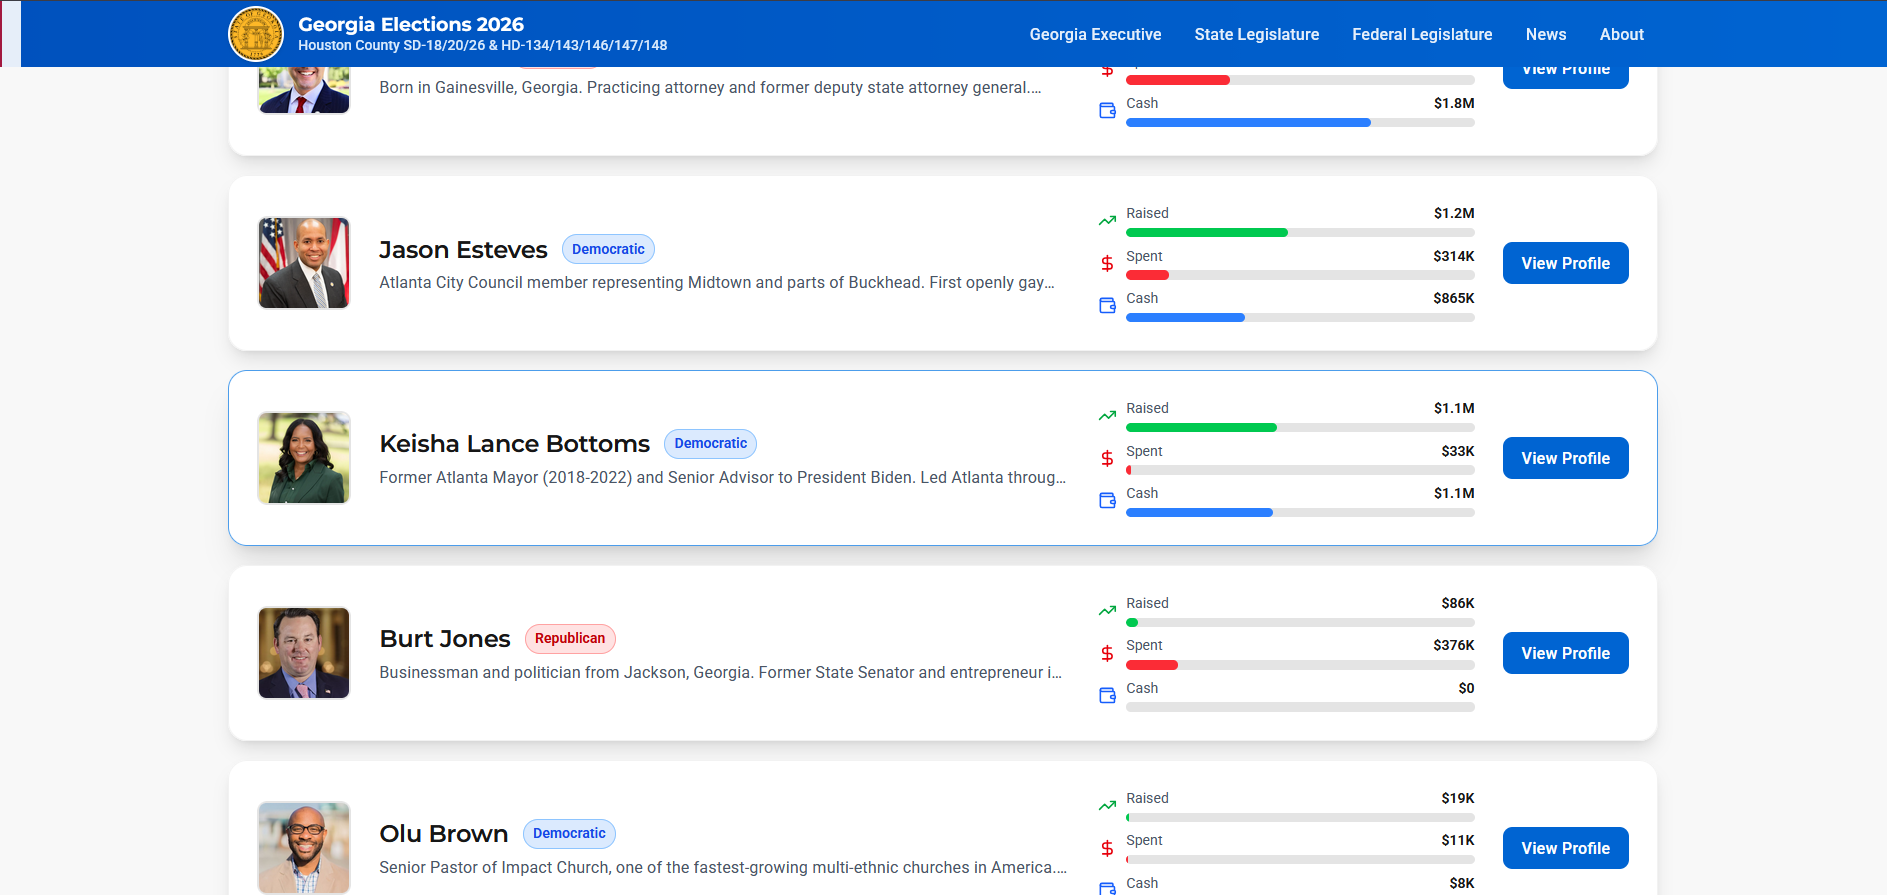 Georgia Elections 2026
Houston County SD-18/20/26 & HD-134/143/146/147/148
Georgia Executive
State Legislature
Federal Legislature
News
About
Born in Gainesville, Georgia. Practicing attorney and former deputy state attorney general....
Cash
$1.8M
View Profile
Jason Esteves
Democratic
Atlanta City Council member representing Midtown and parts of Buckhead. First openly gay...
Raised
$1.2M
Spent
$314K
Cash
$865K
View Profile
Keisha Lance Bottoms
Democratic
Former Atlanta Mayor (2018-2022) and Senior Advisor to President Biden. Led Atlanta throug...
Raised
$1.1M
Spent
$33K
Cash
$1.1M
View Profile
Burt Jones
Republican
Businessman and politician from Jackson, Georgia. Former State Senator and entrepreneur i...
Raised
$86K
Spent
$376K
Cash
$0
View Profile
Olu Brown
Democratic
Senior Pastor of Impact Church, one of the fastest-growing multi-ethnic churches in America....
Raised
$19K
Spent
$11K
Cash
$8K
View Profile